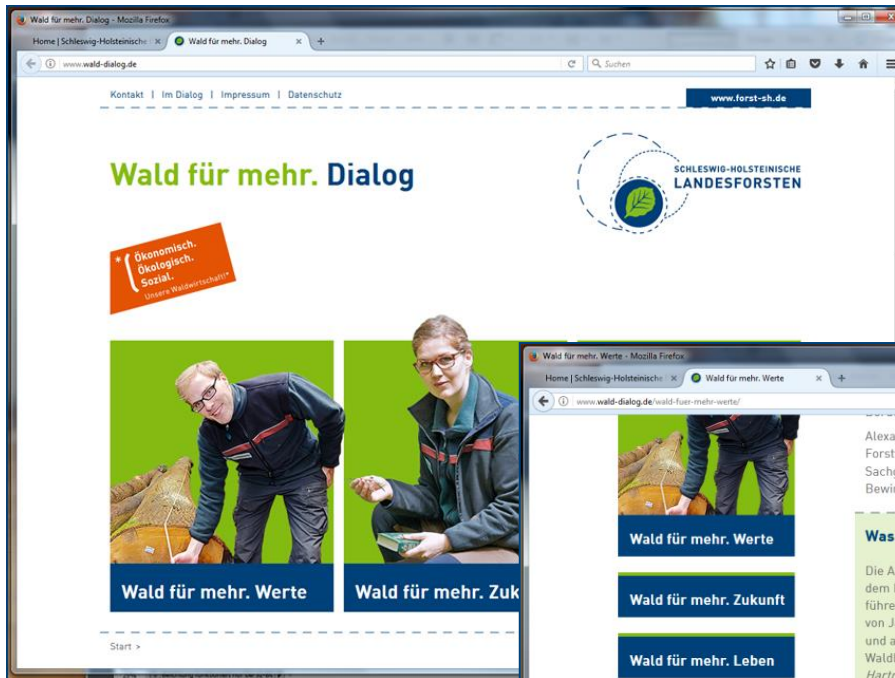 Wald für mehr. Dialog - Mozilla Firefox
Home | Schleswig-Holsteinische
Wald für mehr. Dialog
www.wald-dialog.de
Suchen
Kontakt | Im Dialog | Impressum | Datenschutz
www.forst-sh.de
Wald für mehr. Dialog
SCHLESWIG-HOLSTEINISCHE
LANDESFORSTEN
* Ökonomisch.
Ökologisch.
Sozial.
Unsere Waldwirtschaft!*
Wald für mehr. Werte
Wald für mehr. Zuk
Start >
Wald für mehr. Werte - Mozilla Firefox
Home | Schleswig-Holsteinische
Wald für mehr. Werte
www.wald-dialog.de/wald-fuer-mehr-werte/
Wald für mehr. Werte
Wald für mehr. Zukunft
Wald für mehr. Leben
Alexa
Forst
Sachg
Bewir
Was
Die A
dem
führe
von J
und a
Wald